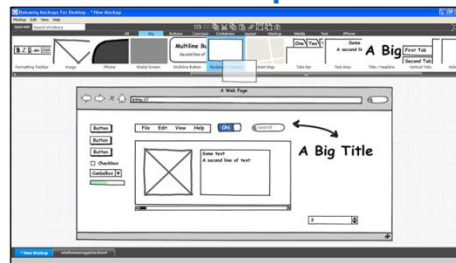 Balsamiq Mockups For Desktop - * New Mockup
Mockup Edit View Help
All Big Buttons Common Containers Layout Markup Media Text iPhone
Multiline Bu
Second line of
One Two
Some
A second lin
A Big
First Tab
Second Tab
Formatting Toolbar Image iPhone Mobile Screen Multiline Button Street Map Tabs Bar Text Area Title / Headline Vertical Tabs
A Web Page
http://
Button
Button
Button
Checkbox
ComboBox
File Edit View Help
ON
search
A Big Title
Some text
A second line of text
3
* New Mockup